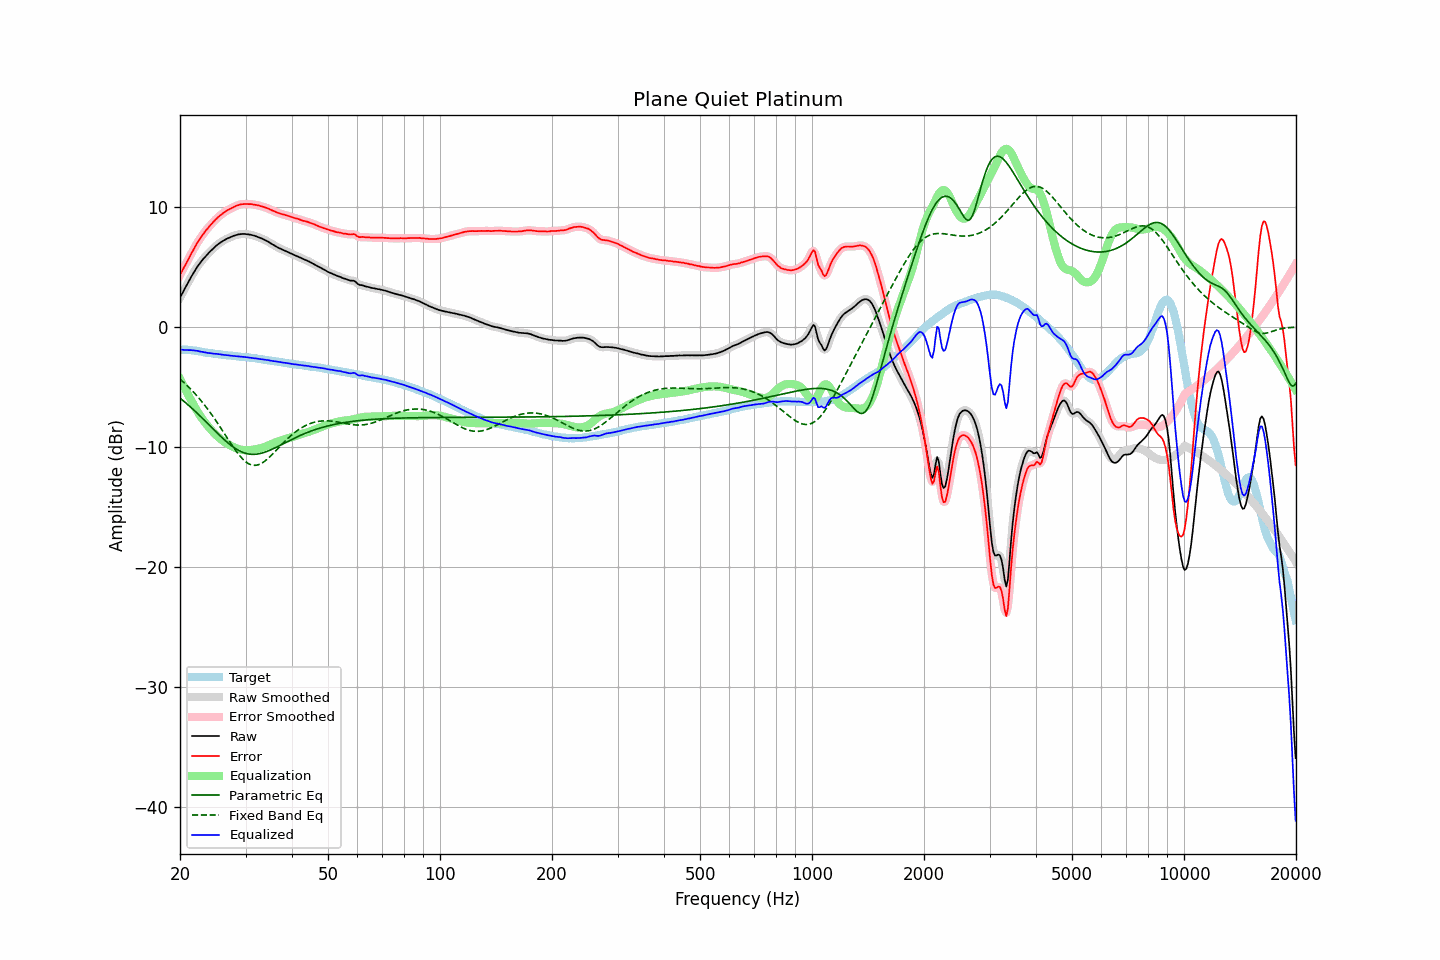 Plane Quiet Platinum
Amplitude (dBr)
10
0
−10
−20
−30
−40
Target
Raw Smoothed
Error Smoothed
Raw
Error
Equalization
Parametric Eq
Fixed Band Eq
Equalized
20 50 100 200 500 1000 2000 5000 10000 20000
Frequency (Hz)